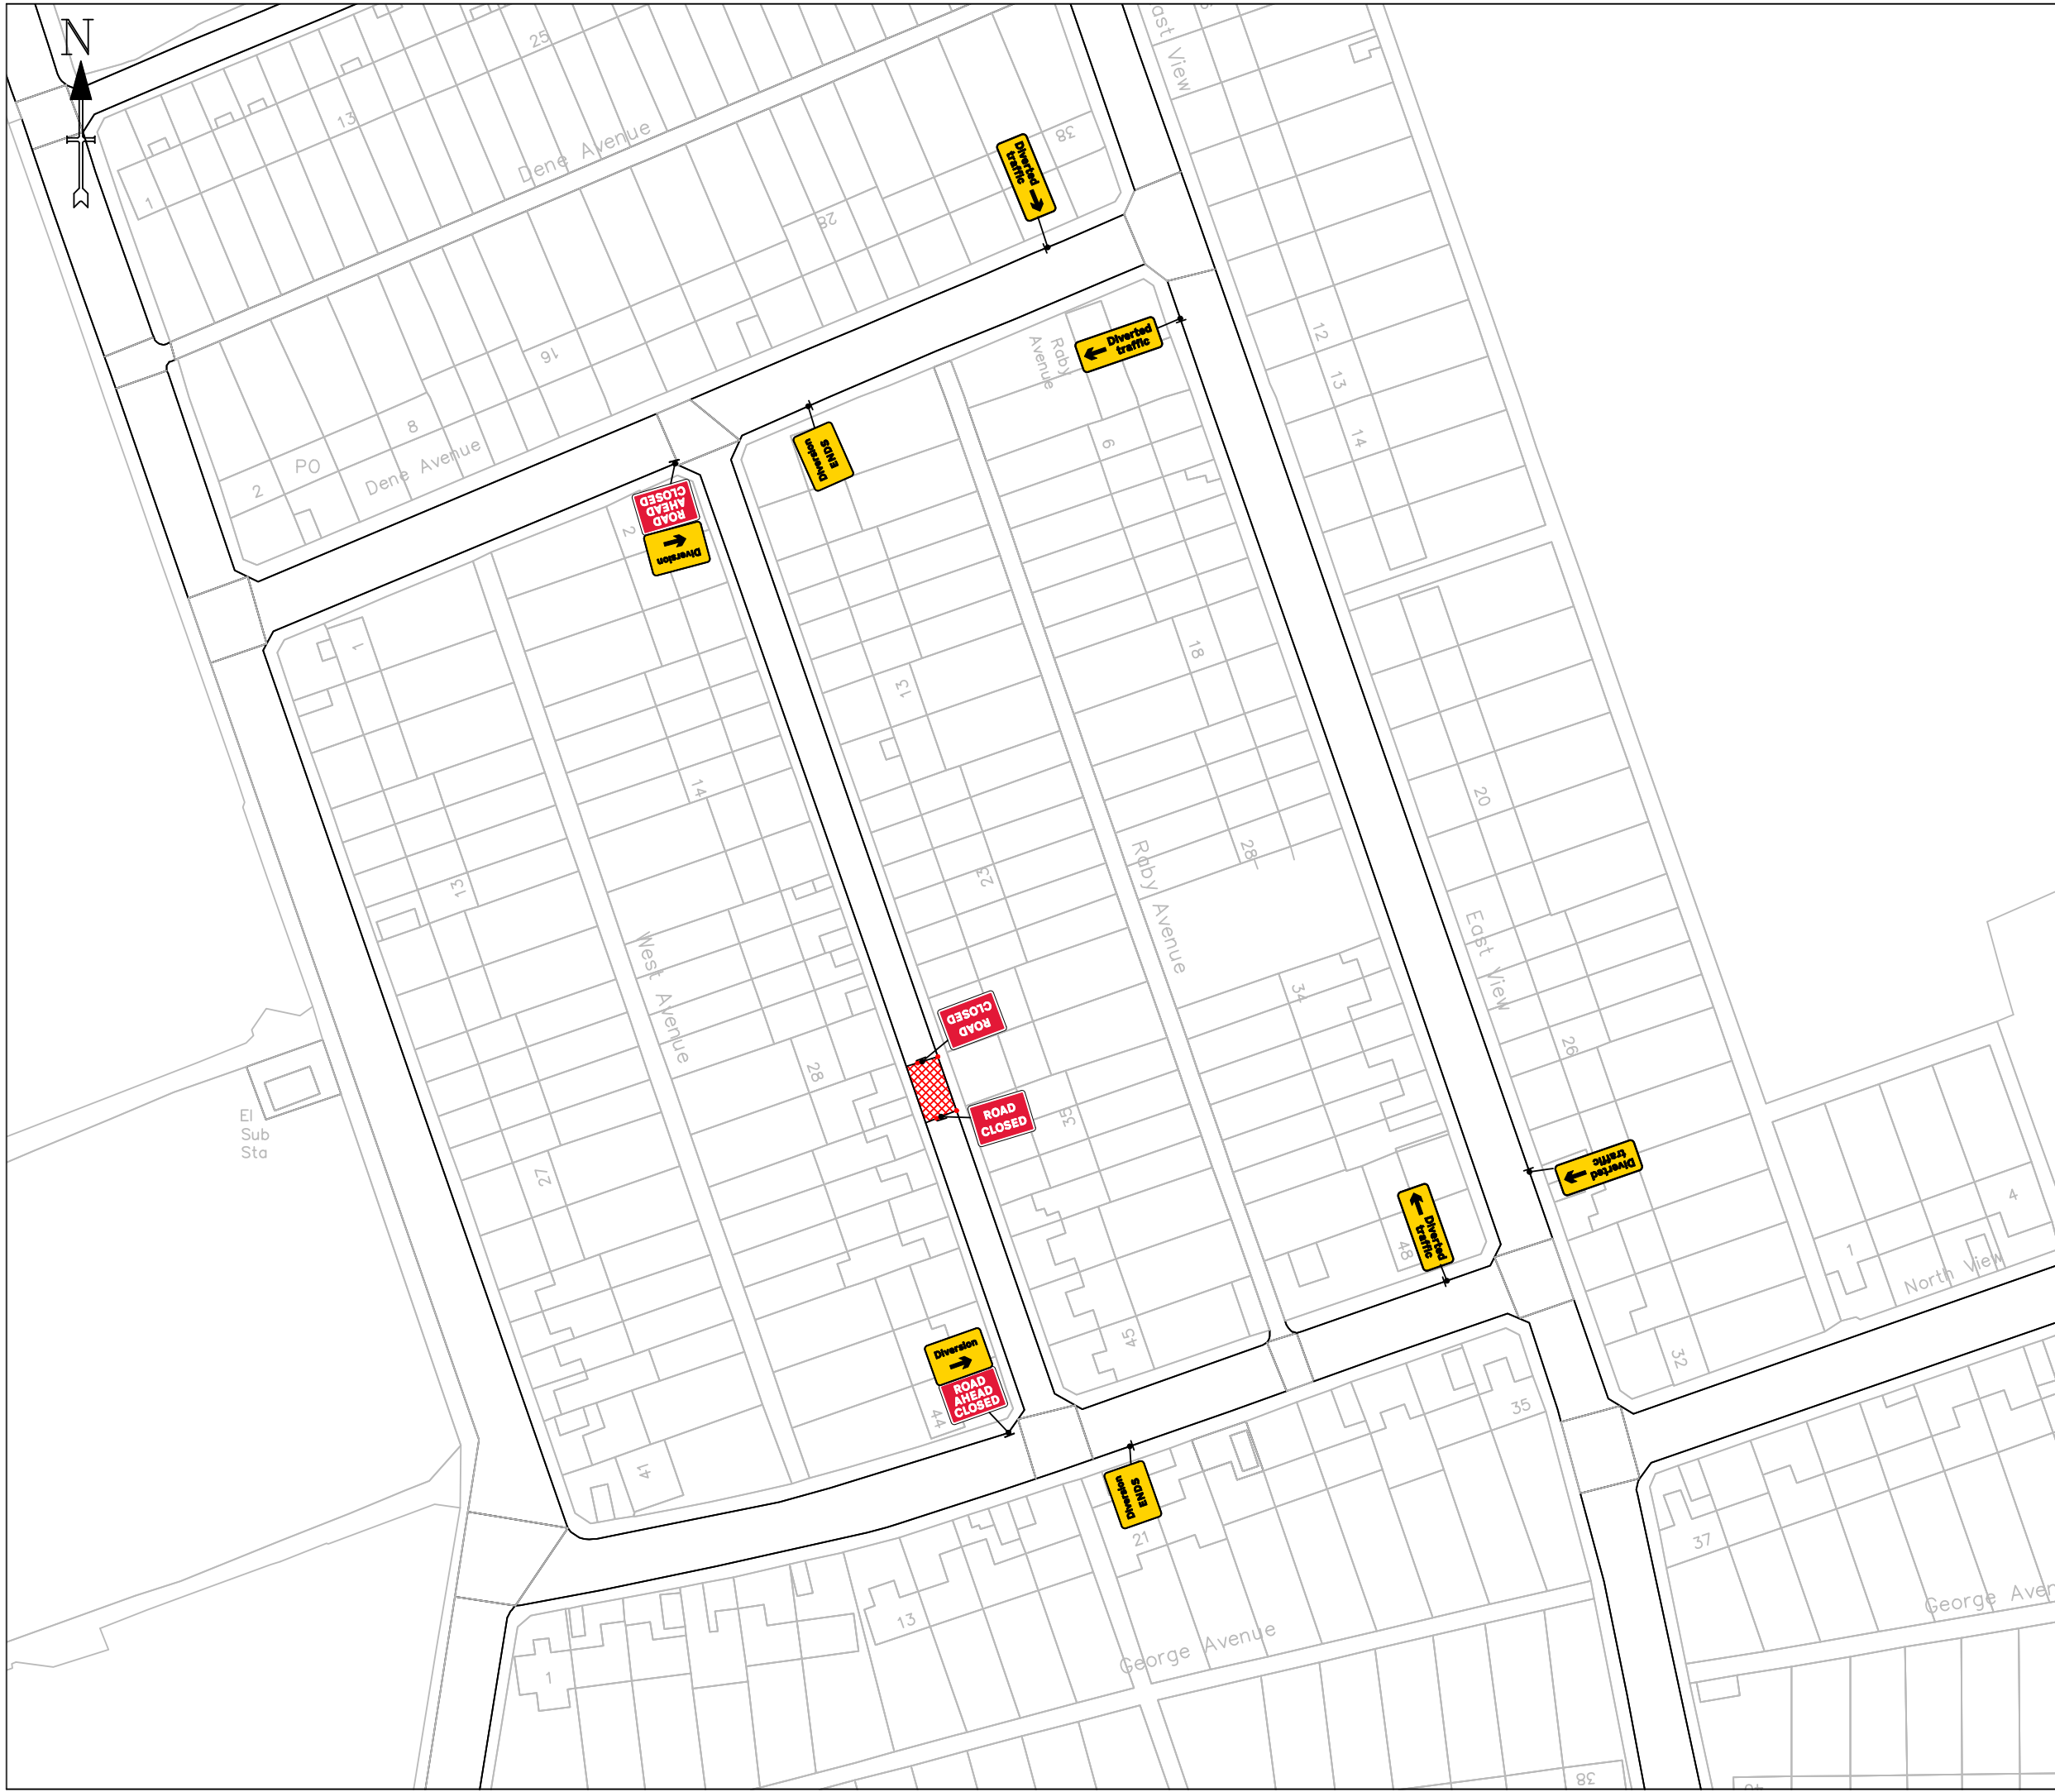 N
East View
25
13
Dene Avenue
1
38
Diverted
traffic
28
12
Raby
Avenue
Diverted
traffic
16
13
8
PO
Dene Avenue
2
6
14
Diversion
ENDS
ROAD
AHEAD
CLOSED
Diversion
2
1
18
13
14
20
28
23
13
Raby Avenue
West Avenue
East View
34
ROAD
CLOSED
26
28
35
ROAD
CLOSED
El
Sub
Sta
27
Diverted
traffic
4
Diverted
traffic
48
1
North View
45
32
Diversion
ROAD
AHEAD
CLOSED
44
35
41
Diversion
ENDS
21
37
13
George Avenue
George Aven
1
38